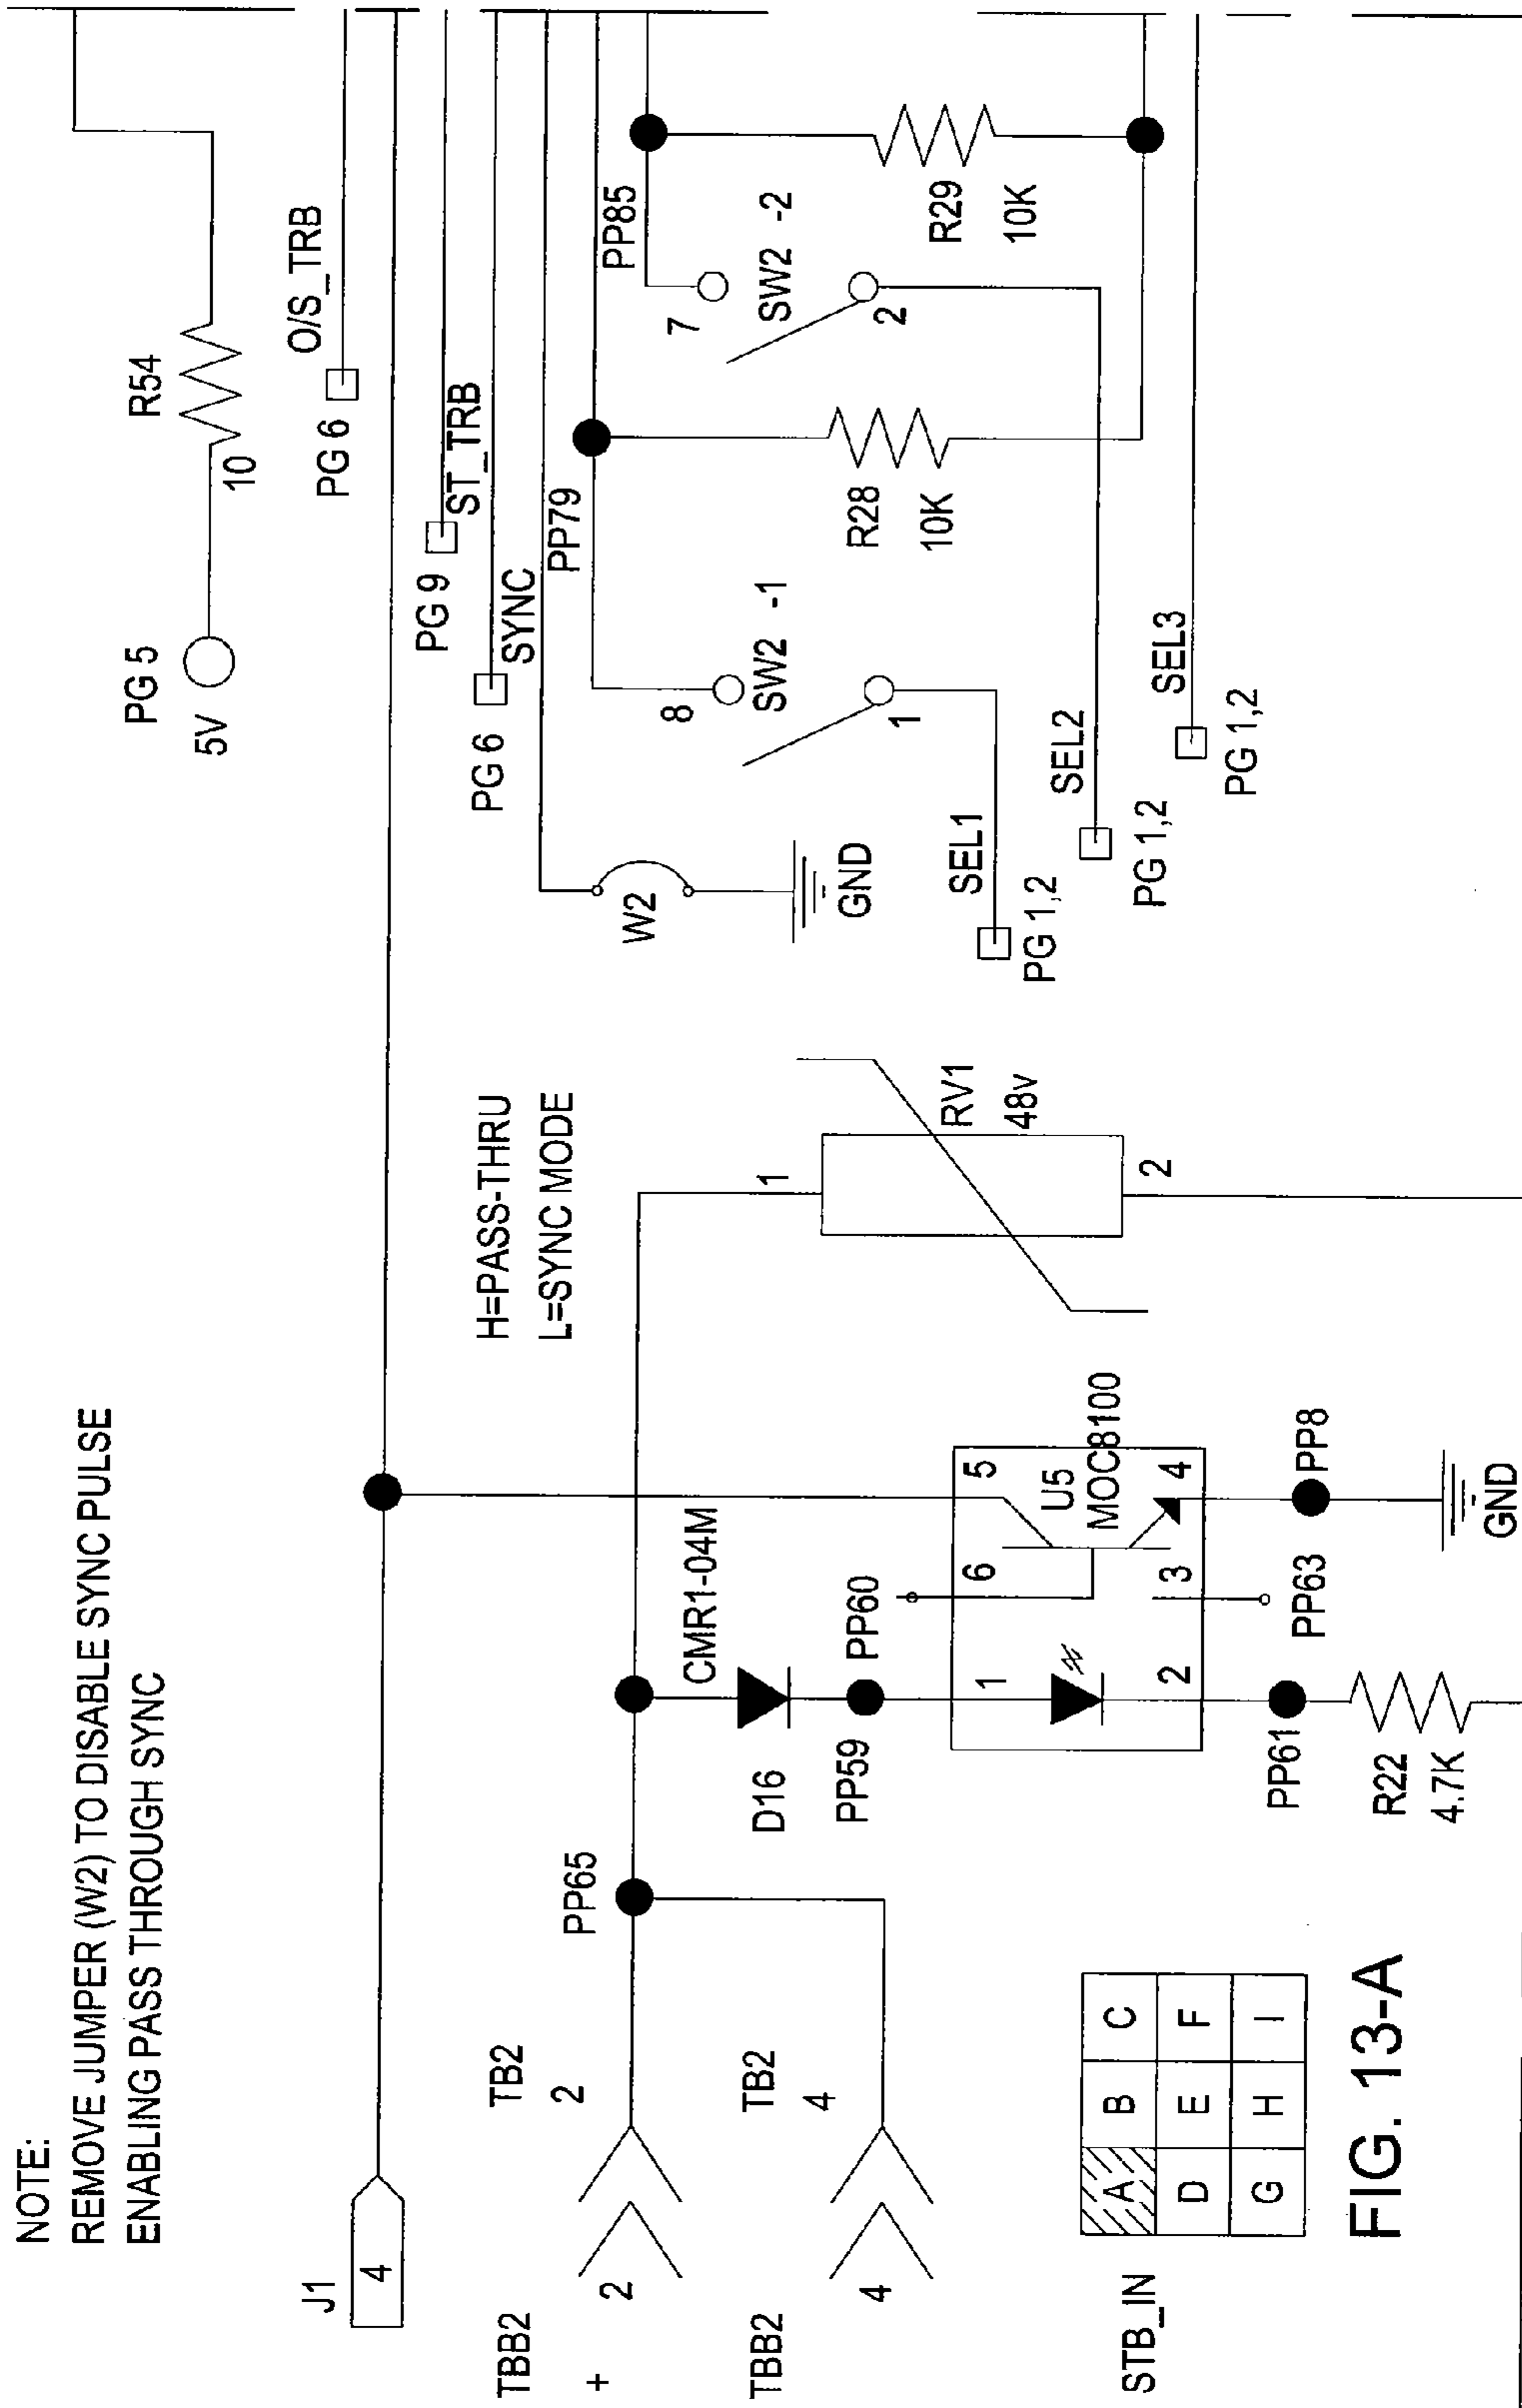 NOTE:
REMOVE JUMPER (W2) TO DISABLE SYNC PULSE
ENABLING PASS THROUGH SYNC
J1
4
PG 5
5V
R54
10
PG 6
O/S_TRB
PG 9
ST_TRB
PG 6
SYNC
H=PASS-THRU
L=SYNC MODE
W2
GND
PP79
8
SW2 -1
1
R28
10K
PP85
7
SW2 -2
2
R29
10K
SEL1
PG 1,2
SEL2
PG 1,2
SEL3
PG 1,2
TBB2
+
2
TB2
2
PP65
TBB2
4
TB2
4
CMR1-04M
D16
PP59
PP60
1
6
5
U5
MOC8100
2
3
4
PP61
PP63
PP8
R22
4.7K
GND
1
RV1
48v
2
STB_IN
A B C
D E F
G H I
FIG. 13-A